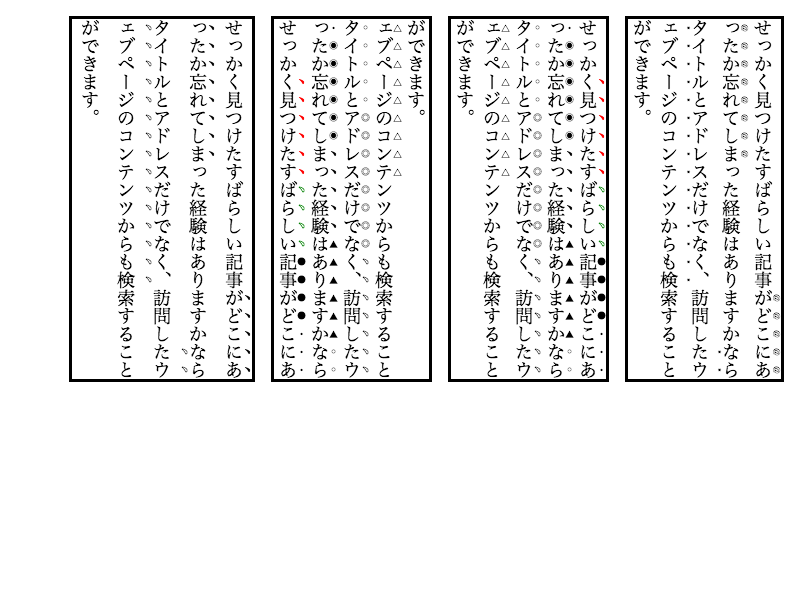 せっかく見つけたすばらしい記事がどこにあ
ったか忘れてしまった経験はありますかなら
タイトルとアドレスだけでなく、訪問したウ
ェブページのコンテンツからも検索すること
ができます。
せっかく見つけたすばらしい記事がどこにあ
ったか忘れてしまった経験はありますかなら
タイトルとアドレスだけでなく、訪問したウ
ェブページのコンテンツからも検索すること
ができます。
せっかく見つけたすばらしい記事がどこにあ
ったか忘れてしまった経験はありますかなら
タイトルとアドレスだけでなく、訪問したウ
ェブページのコンテンツからも検索すること
ができます。
せっかく見つけたすばらしい記事がどこにあ
ったか忘れてしまった経験はありますかなら
タイトルとアドレスだけでなく、訪問したウ
ェブページのコンテンツからも検索すること
ができます。